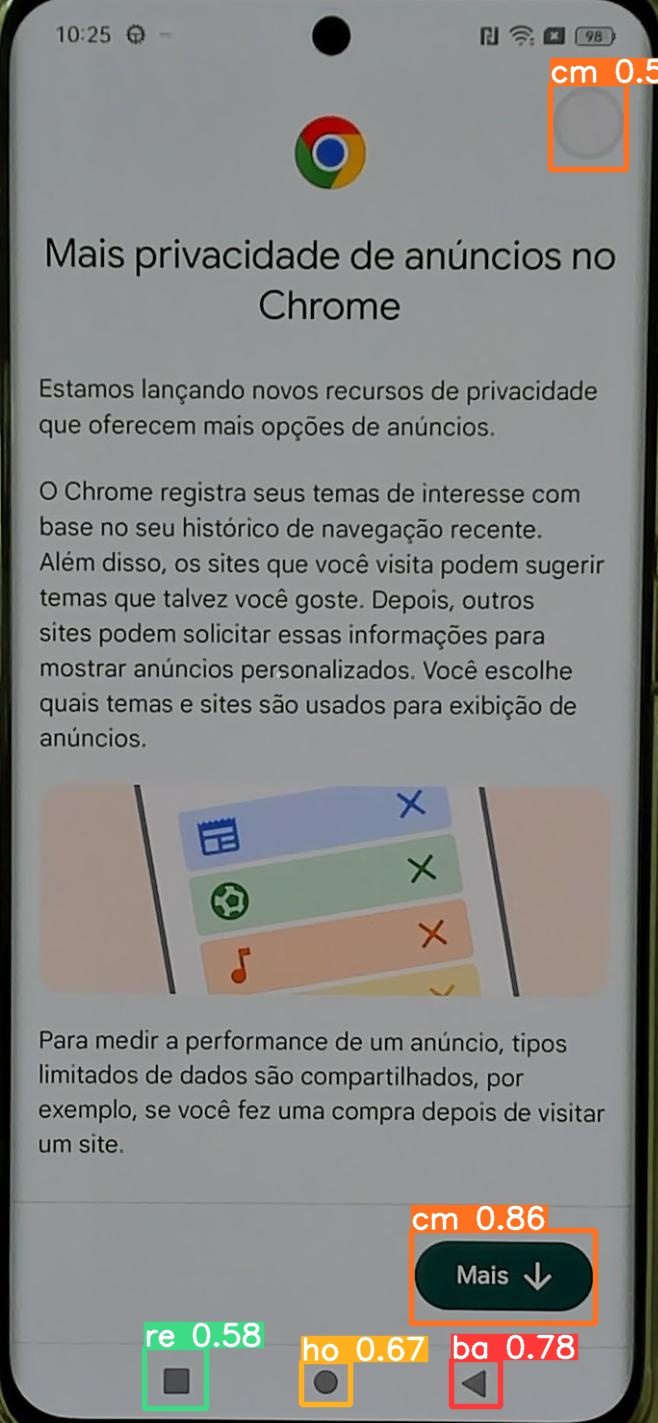 10:25
98
cm 0.5
Mais privacidade de anúncios no
Chrome
Estamos lançando novos recursos de privacidade
que oferecem mais opções de anúncios.
O Chrome registra seus temas de interesse com
base no seu histórico de navegação recente.
Além disso, os sites que você visita podem sugerir
temas que talvez você goste. Depois, outros
sites podem solicitar essas informações para
mostrar anúncios personalizados. Você escolhe
quais temas e sites são usados para exibição de
anúncios.
Para medir a performance de um anúncio, tipos
limitados de dados são compartilhados, por
exemplo, se você fez uma compra depois de visitar
um site.
cm 0.86
Mais
re 0.58
ho 0.67
ba 0.78